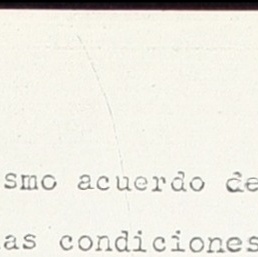 smo acuerdo de
as condiciones